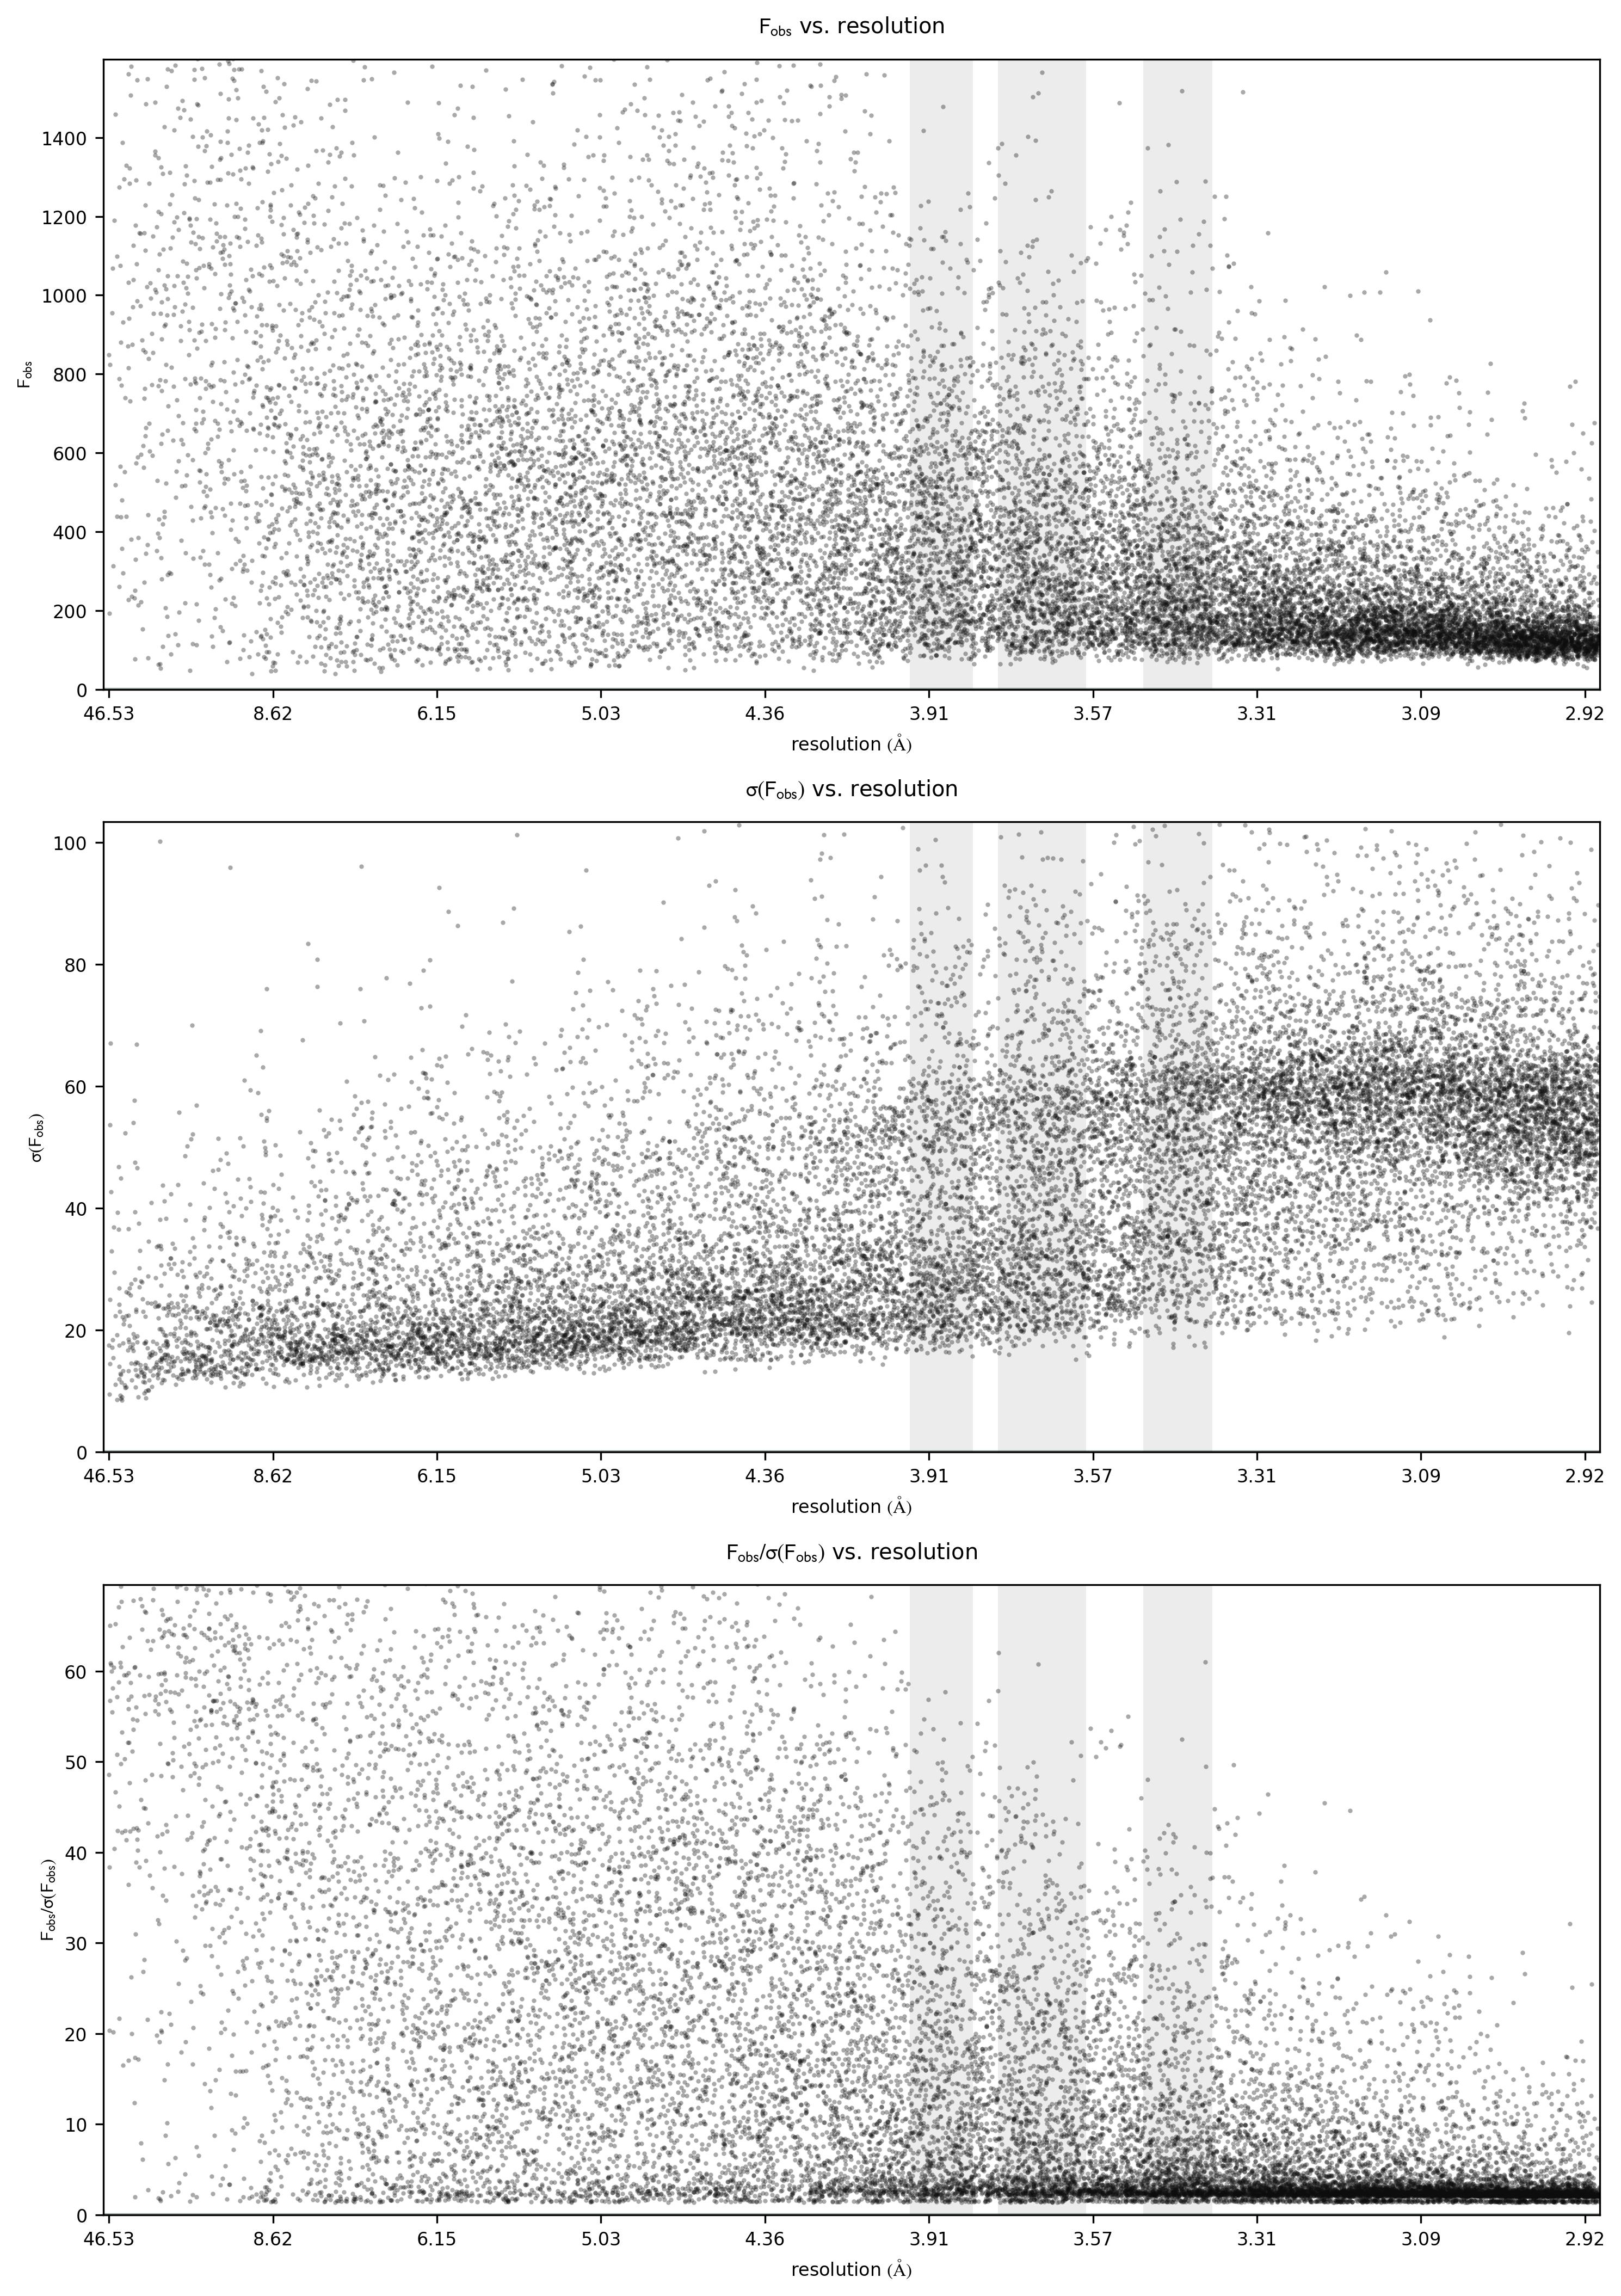 Fobs vs. resolution
1400
1200
1000
800
600
400
200
0
Fobs
46.53 8.62 6.15 5.03 4.36 3.91 3.57 3.31 3.09 2.92
resolution (Å)
σ(Fobs) vs. resolution
100
80
60
40
20
0
σ(Fobs)
46.53 8.62 6.15 5.03 4.36 3.91 3.57 3.31 3.09 2.92
resolution (Å)
Fobs/σ(Fobs) vs. resolution
60
50
40
30
20
10
0
Fobs/σ(Fobs)
46.53 8.62 6.15 5.03 4.36 3.91 3.57 3.31 3.09 2.92
resolution (Å)